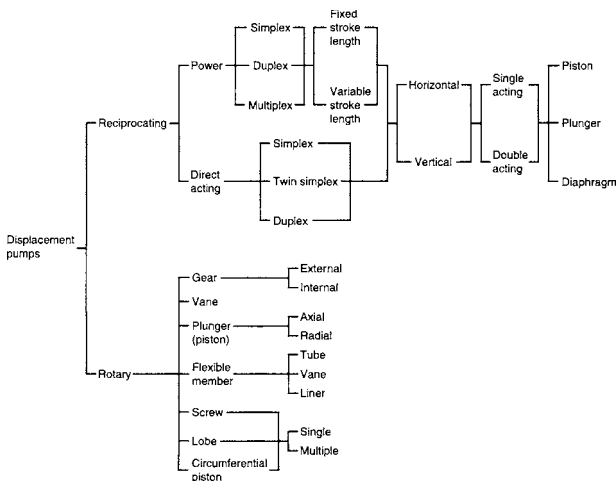 Displacement
pumps
Reciprocating
Power
Simplex
Duplex
Multiplex
Fixed
stroke
length
Variable
stroke
length
Direct
acting
Simplex
Twin simplex
Duplex
Horizontal
Vertical
Single
acting
Double
acting
Piston
Plunger
Diaphragm
Rotary
Gear
External
Internal
Vane
Plunger
(piston)
Axial
Radial
Flexible
member
Tube
Vane
Liner
Screw
Lobe
Circumferential
piston
Single
Multiple